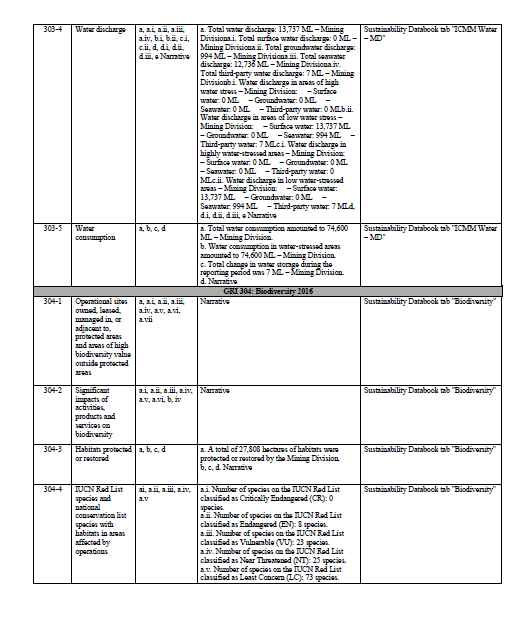 303-4
Water discharge
a, a.i, a.ii, a.iii,
a.iv, b.i, b.ii, c.i,
c.ii, d, d.i, d.ii,
d.iii, e Narrative
a. Total water discharge: 13,737 ML – Mining
Divisiona.i. Total surface water discharge: 0 ML –
Mining Divisiona.ii. Total groundwater discharge:
994 ML – Mining Divisiona.iii. Total seawater
discharge: 12,736 ML – Mining Divisiona.iv.
Total third-party water discharge: 7 ML – Mining
Divisionb.i. Water discharge in areas of high
water stress – Mining Division: – Surface
water: 0 ML – Groundwater: 0 ML –
Seawater: 0 ML – Third-party water: 0 MLb.ii.
Water discharge in areas of low water stress –
Mining Division: – Surface water: 13,737 ML
– Groundwater: 0 ML – Seawater: 994 ML –
Third-party water: 7 MLc.i. Water discharge in
highly water-stressed areas – Mining Division:
– Surface water: 0 ML – Groundwater: 0 ML
– Seawater: 0 ML – Third-party water: 0
MLc.ii. Water discharge in low water-stressed
areas – Mining Division: – Surface water:
13,737 ML – Groundwater: 0 ML –
Seawater: 994 ML – Third-party water: 7 MLd,
d.i, d.ii, d.iii, e Narrative
Sustainability Databook tab "ICMM Water
– MD"
303-5
Water
consumption
a, b, c, d
a. Total water consumption amounted to 74,600
ML – Mining Division.
b. Water consumption in water-stressed areas
amounted to 74,600 ML – Mining Division.
c. Total change in water storage during the
reporting period was 7 ML – Mining Division.
d. Narrative
Sustainability Databook tab "ICMM Water
– MD"
GRI 304: Biodiversity 2016
304-1
Operational sites
owned, leased,
managed in, or
adjacent to,
protected areas
and areas of high
biodiversity value
outside protected
areas
a, a.i, a.ii, a.iii,
a.iv, a.v, a.vi,
a.vii
Narrative
Sustainability Databook tab "Biodiversity"
304-2
Significant
impacts of
activities,
products and
services on
biodiversity
a.i, a.ii, a.iii, a.iv,
a.v, a.vi, b, iv
Narrative
Sustainability Databook tab "Biodiversity"
304-3
Habitats protected
or restored
a, b, c, d
a. A total of 27,808 hectares of habitats were
protected or restored by the Mining Division.
b, c, d. Narrative
Sustainability Databook tab "Biodiversity"
304-4
IUCN Red List
species and
national
conservation list
species with
habitats in areas
affected by
operations
ai, a.ii, a.iii, a.iv,
a.v
a.i. Number of species on the IUCN Red List
classified as Critically Endangered (CR): 0
species.
a.ii. Number of species on the IUCN Red List
classified as Endangered (EN): 8 species.
a.iii. Number of species on the IUCN Red List
classified as Vulnerable (VU): 23 species.
a.iv. Number of species on the IUCN Red List
classified as Near Threatened (NT): 25 species.
a.v. Number of species on the IUCN Red List
classified as Least Concern (LC): 73 species.
Sustainability Databook tab "Biodiversity"